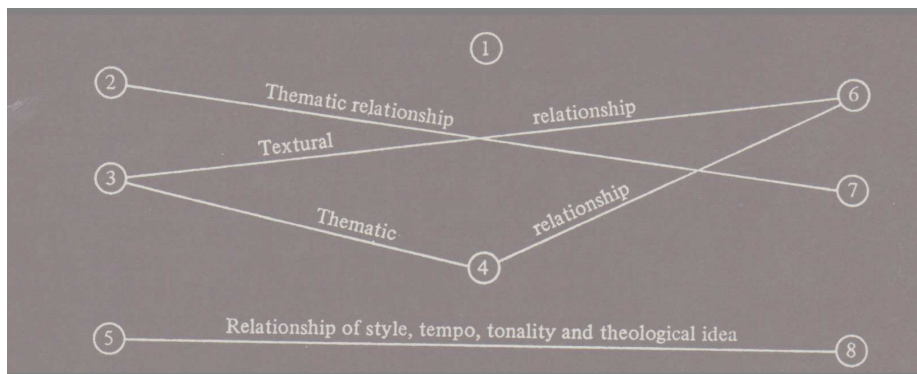 1
2
Thematic relationship
relationship
6
Textural
3
7
Thematic
relationship
4
5
Relationship of style, tempo, tonality and theological idea
8